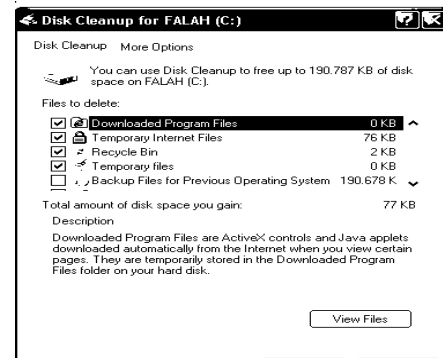 Disk Cleanup for FALAH (C:)
Disk Cleanup More Options
You can use Disk Cleanup to free up to 190.787 KB of disk
space on FALAH (C:).
Files to delete:
Downloaded Program Files 0 KB
Temporary Internet Files 76 KB
Recycle Bin 2 KB
Temporary files 0 KB
Backup Files for Previous Operating System 190.678 K
Total amount of disk space you gain: 77 KB
Description
Downloaded Program Files are ActiveX controls and Java applets
downloaded automatically from the Internet when you view certain
pages. They are temporarily stored in the Downloaded Program
Files folder on your hard disk.
View Files